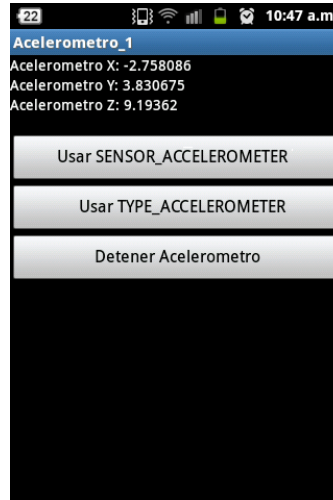 22 10:47 a.m
Acelerometro_1
Acelerometro X: -2.758086
Acelerometro Y: 3.830675
Acelerometro Z: 9.19362
Usar SENSOR_ACCELEROMETER
Usar TYPE_ACCELEROMETER
Detener Acelerometro